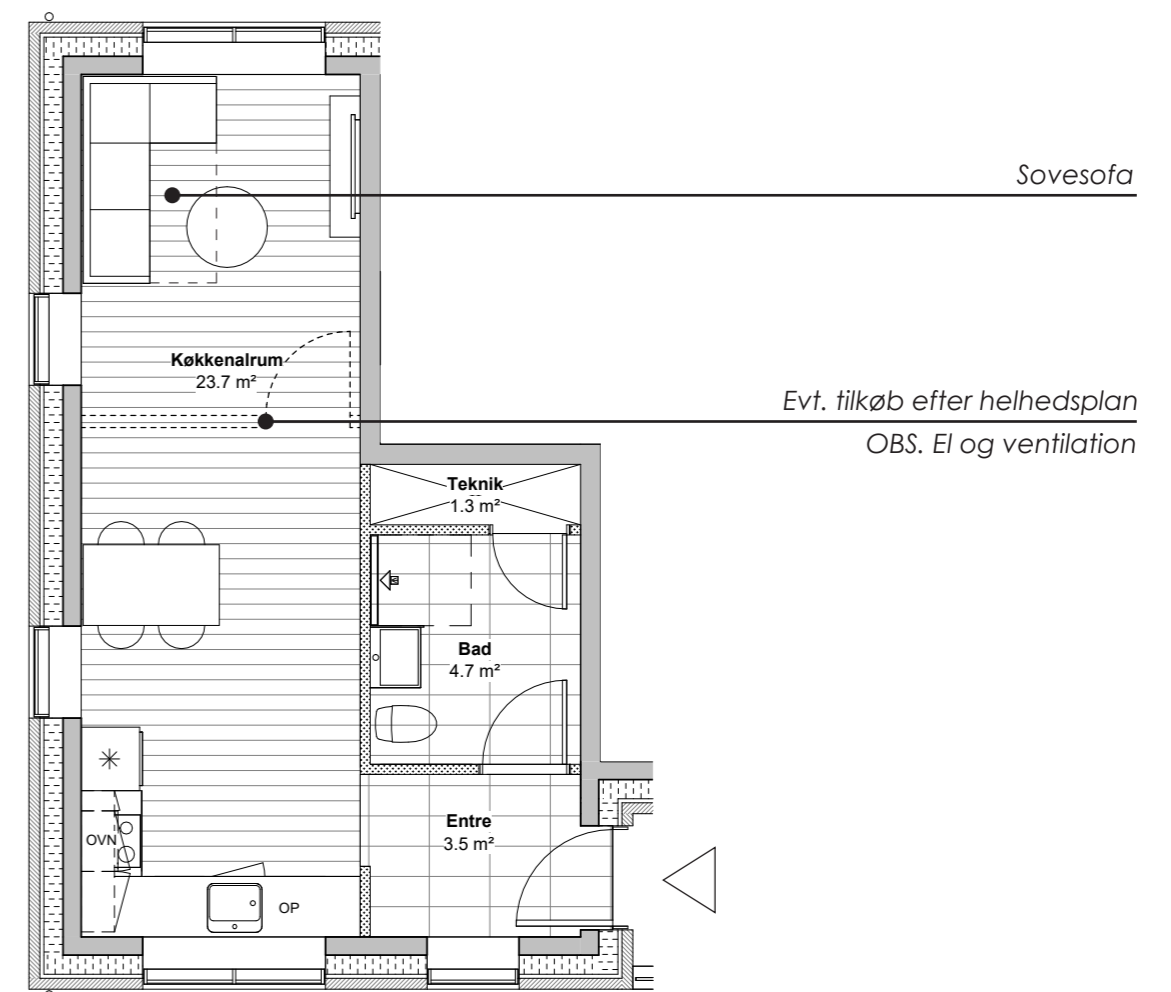 Sovesofa
Køkkenalrum
23.7 m²
Evt. tilkøb efter helhedsplan
OBS. El og ventilation
Teknik
1.3 m²
Bad
4.7 m²
Entre
3.5 m²
OVN
OP